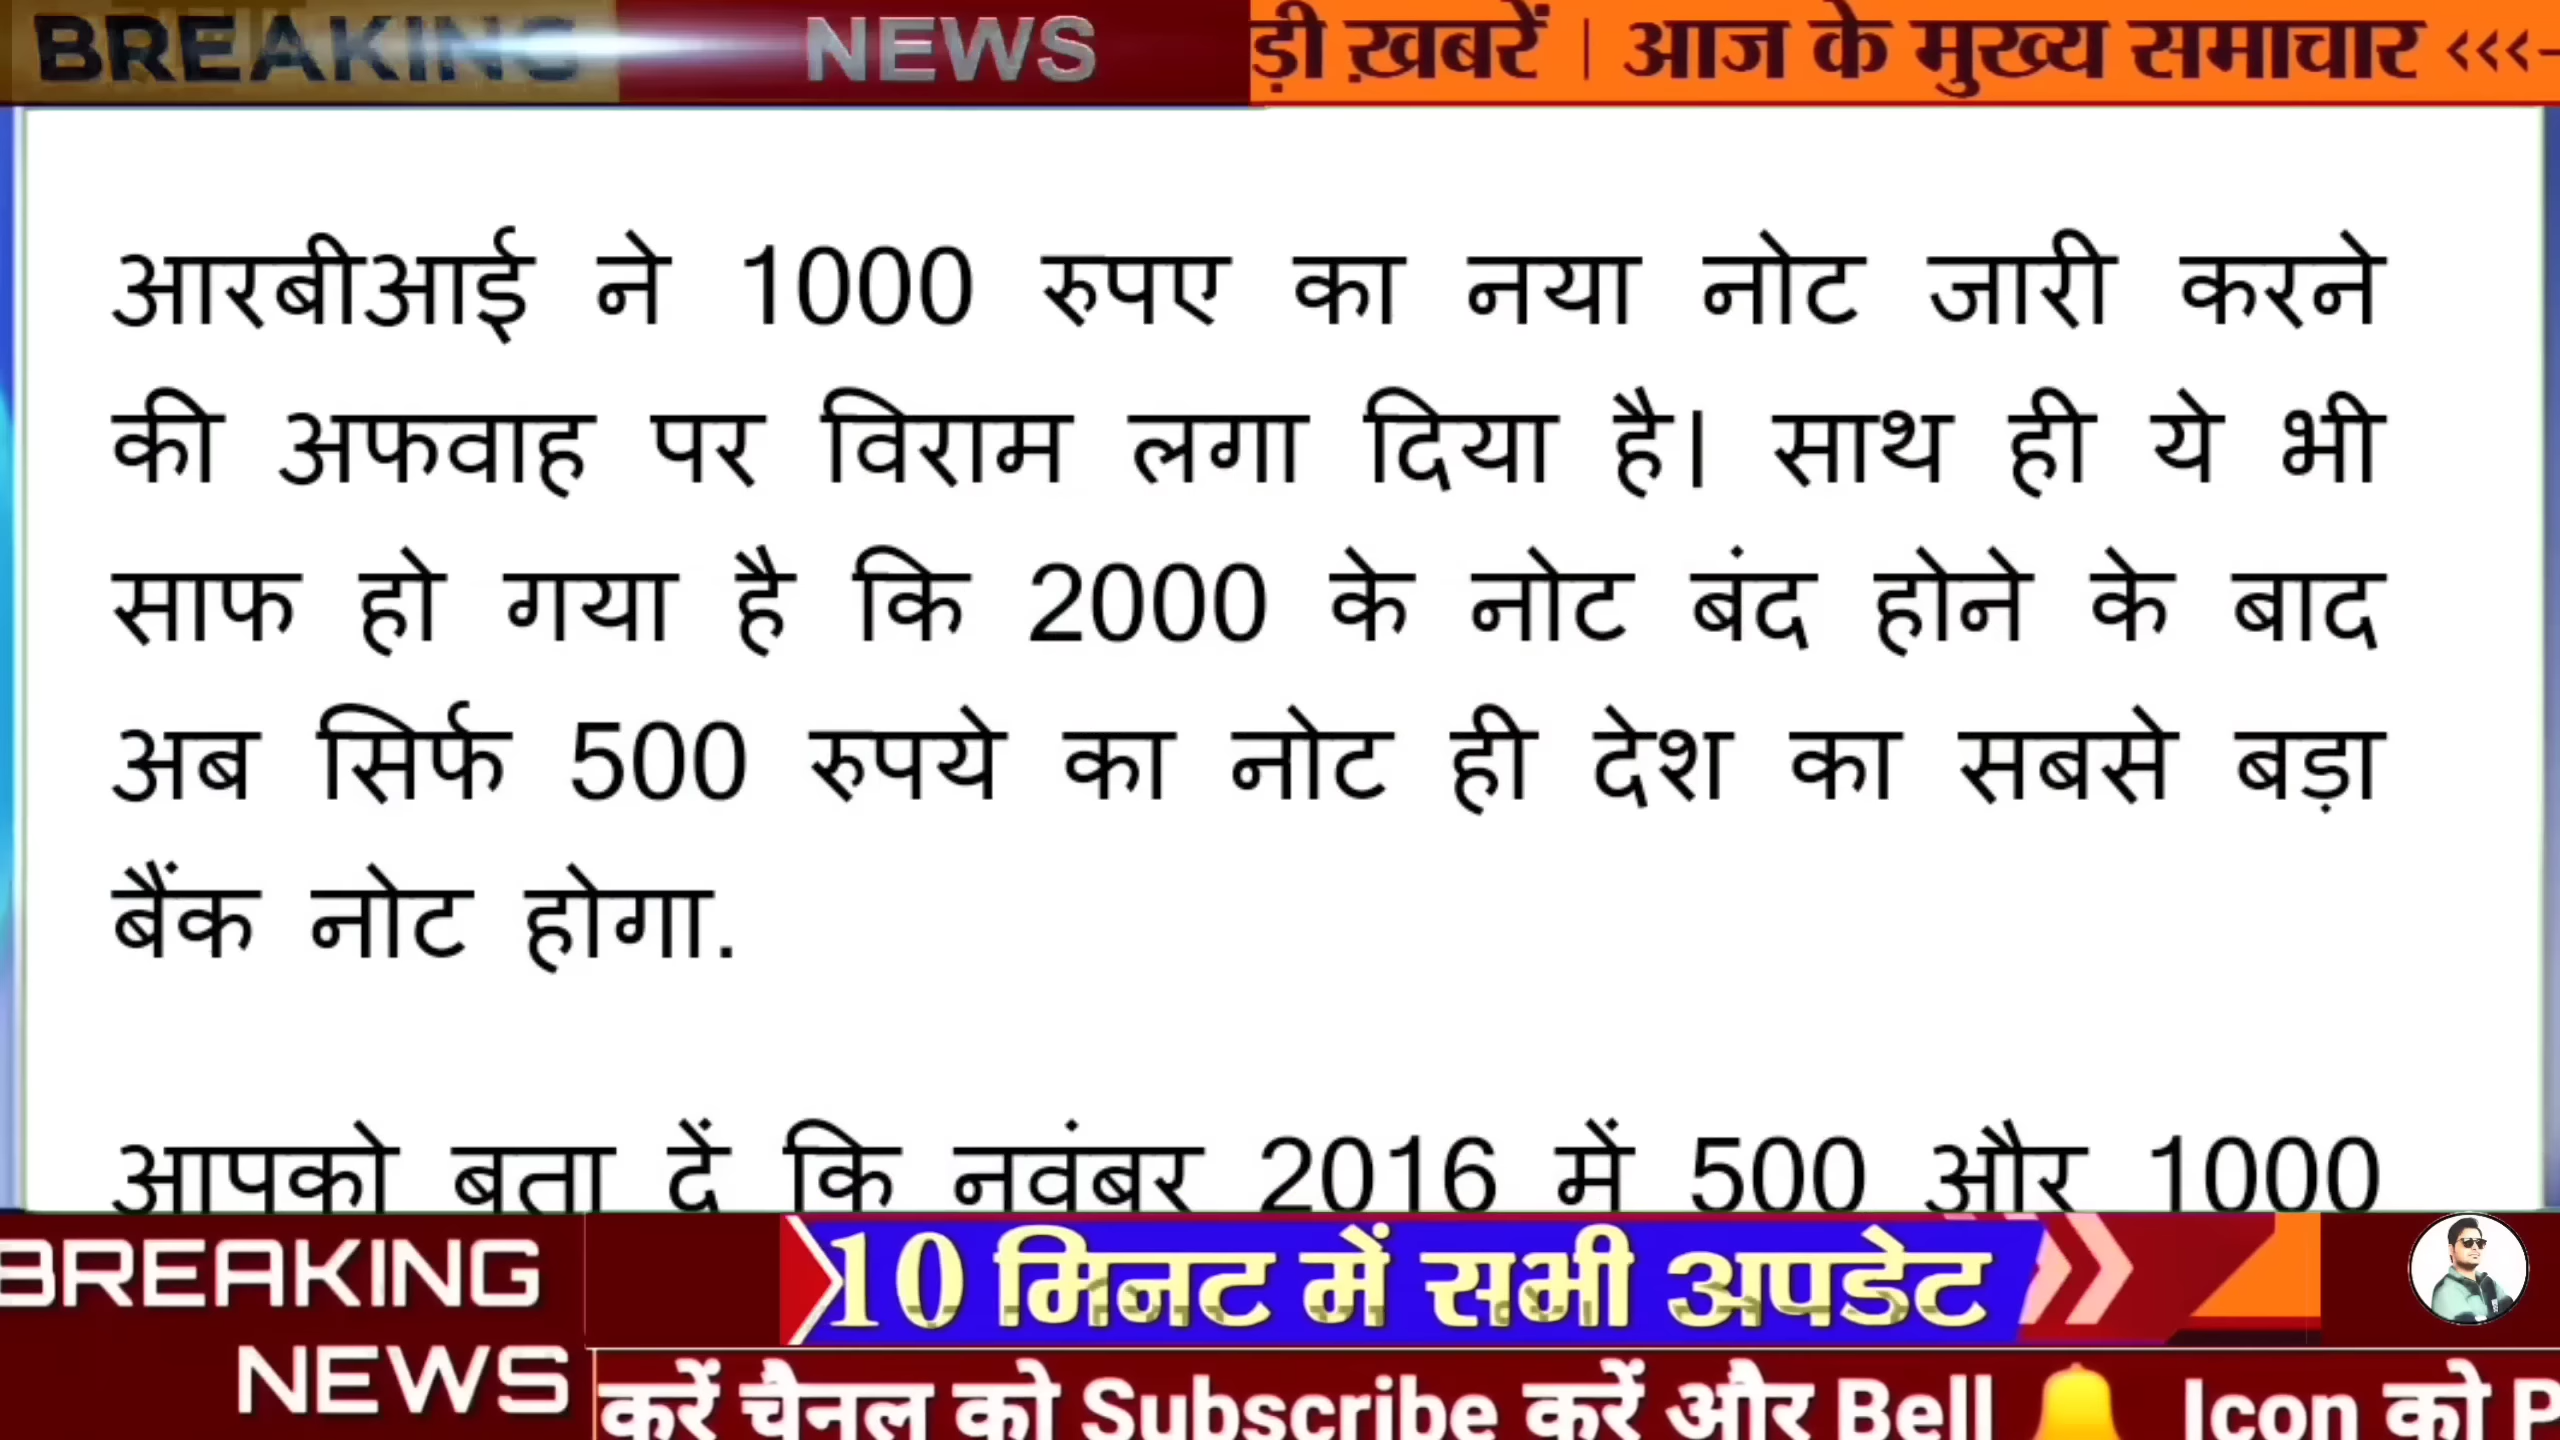 BREAKING NEWS ड़ी ख़बरें | आज के मुख्य समाचार <<<-
आरबीआई ने 1000 रुपए का नया नोट जारी करने
की अफवाह पर विराम लगा दिया है। साथ ही ये भी
साफ हो गया है कि 2000 के नोट बंद होने के बाद
अब सिर्फ 500 रुपये का नोट ही देश का सबसे बड़ा
बैंक नोट होगा.
आपको बता दें कि नवंबर 2016 में 500 और 1000
BREAKING
NEWS
10 मिनट में सभी अपडेट
करें चैनल को Subscribe करें और Bell 🔔 Icon को P